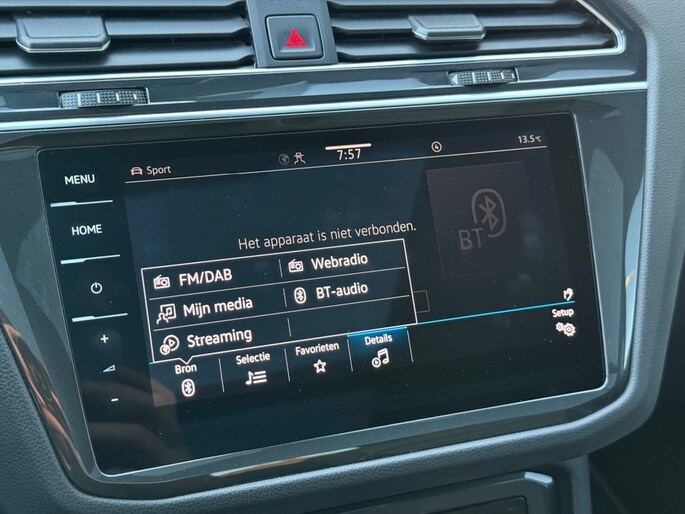 Sport
7:57
4
13.5°C
MENU
HOME
BT
Het apparaat is niet verbonden.
FM/DAB
Webradio
Mijn media
BT-audio
Streaming
Setup
Bron
Selectie
Favorieten
Details
+
-